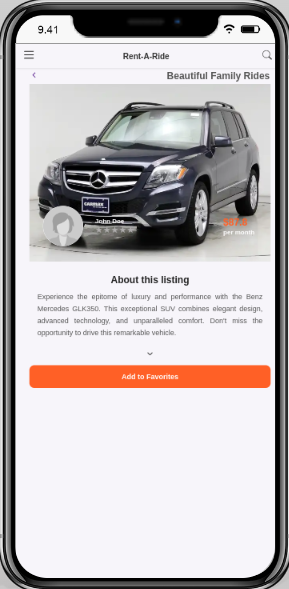 9.41
Rent-A-Ride
Beautiful Family Rides
CARMAX
John Doe
per month
About this listing
Experience the epitome of luxury and performance with the Benz
Mercedes GLK350. This exceptional SUV combines elegant design,
advanced technology, and unparalleled comfort. Don't miss the
opportunity to drive this remarkable vehicle.
Add to Favorites